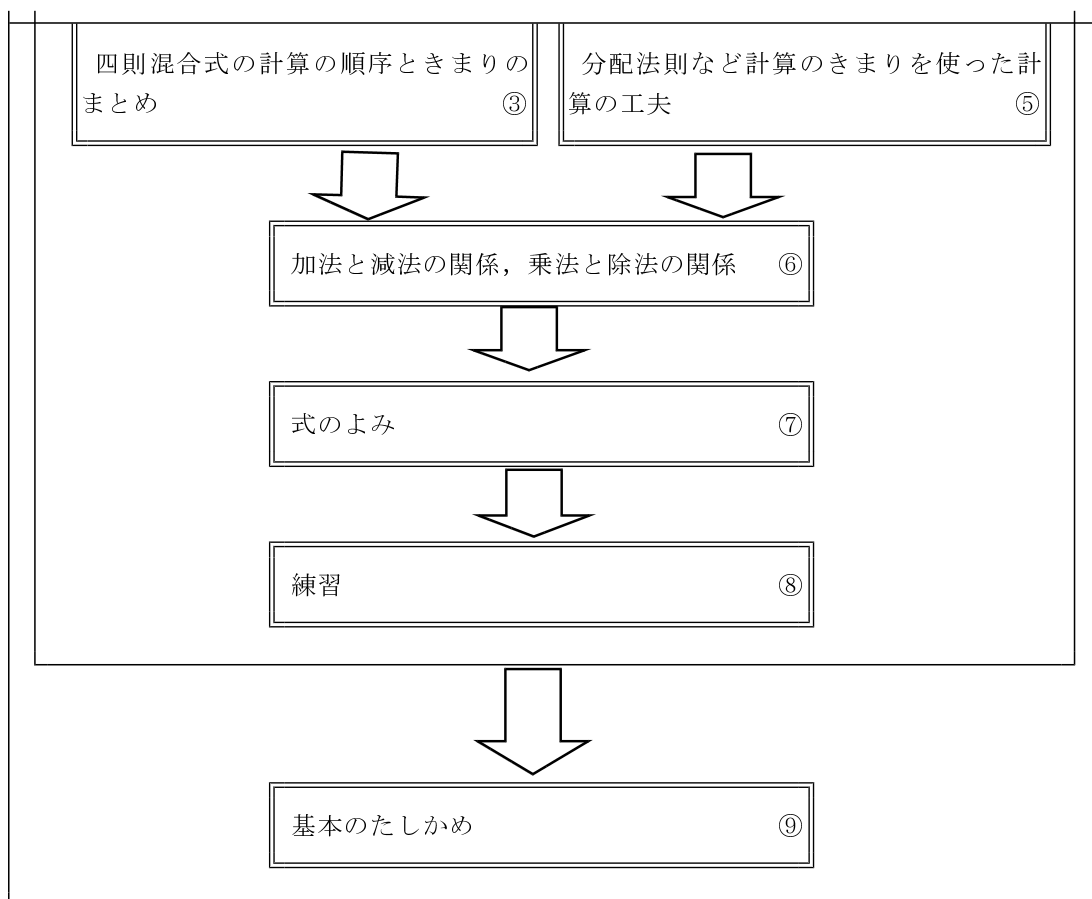 四則混合式の計算の順序ときまりの
まとめ ③
分配法則など計算のきまりを使った計
算の工夫 ⑤
加法と減法の関係，乗法と除法の関係 ⑥
式のよみ ⑦
練習 ⑧
基本のたしかめ ⑨